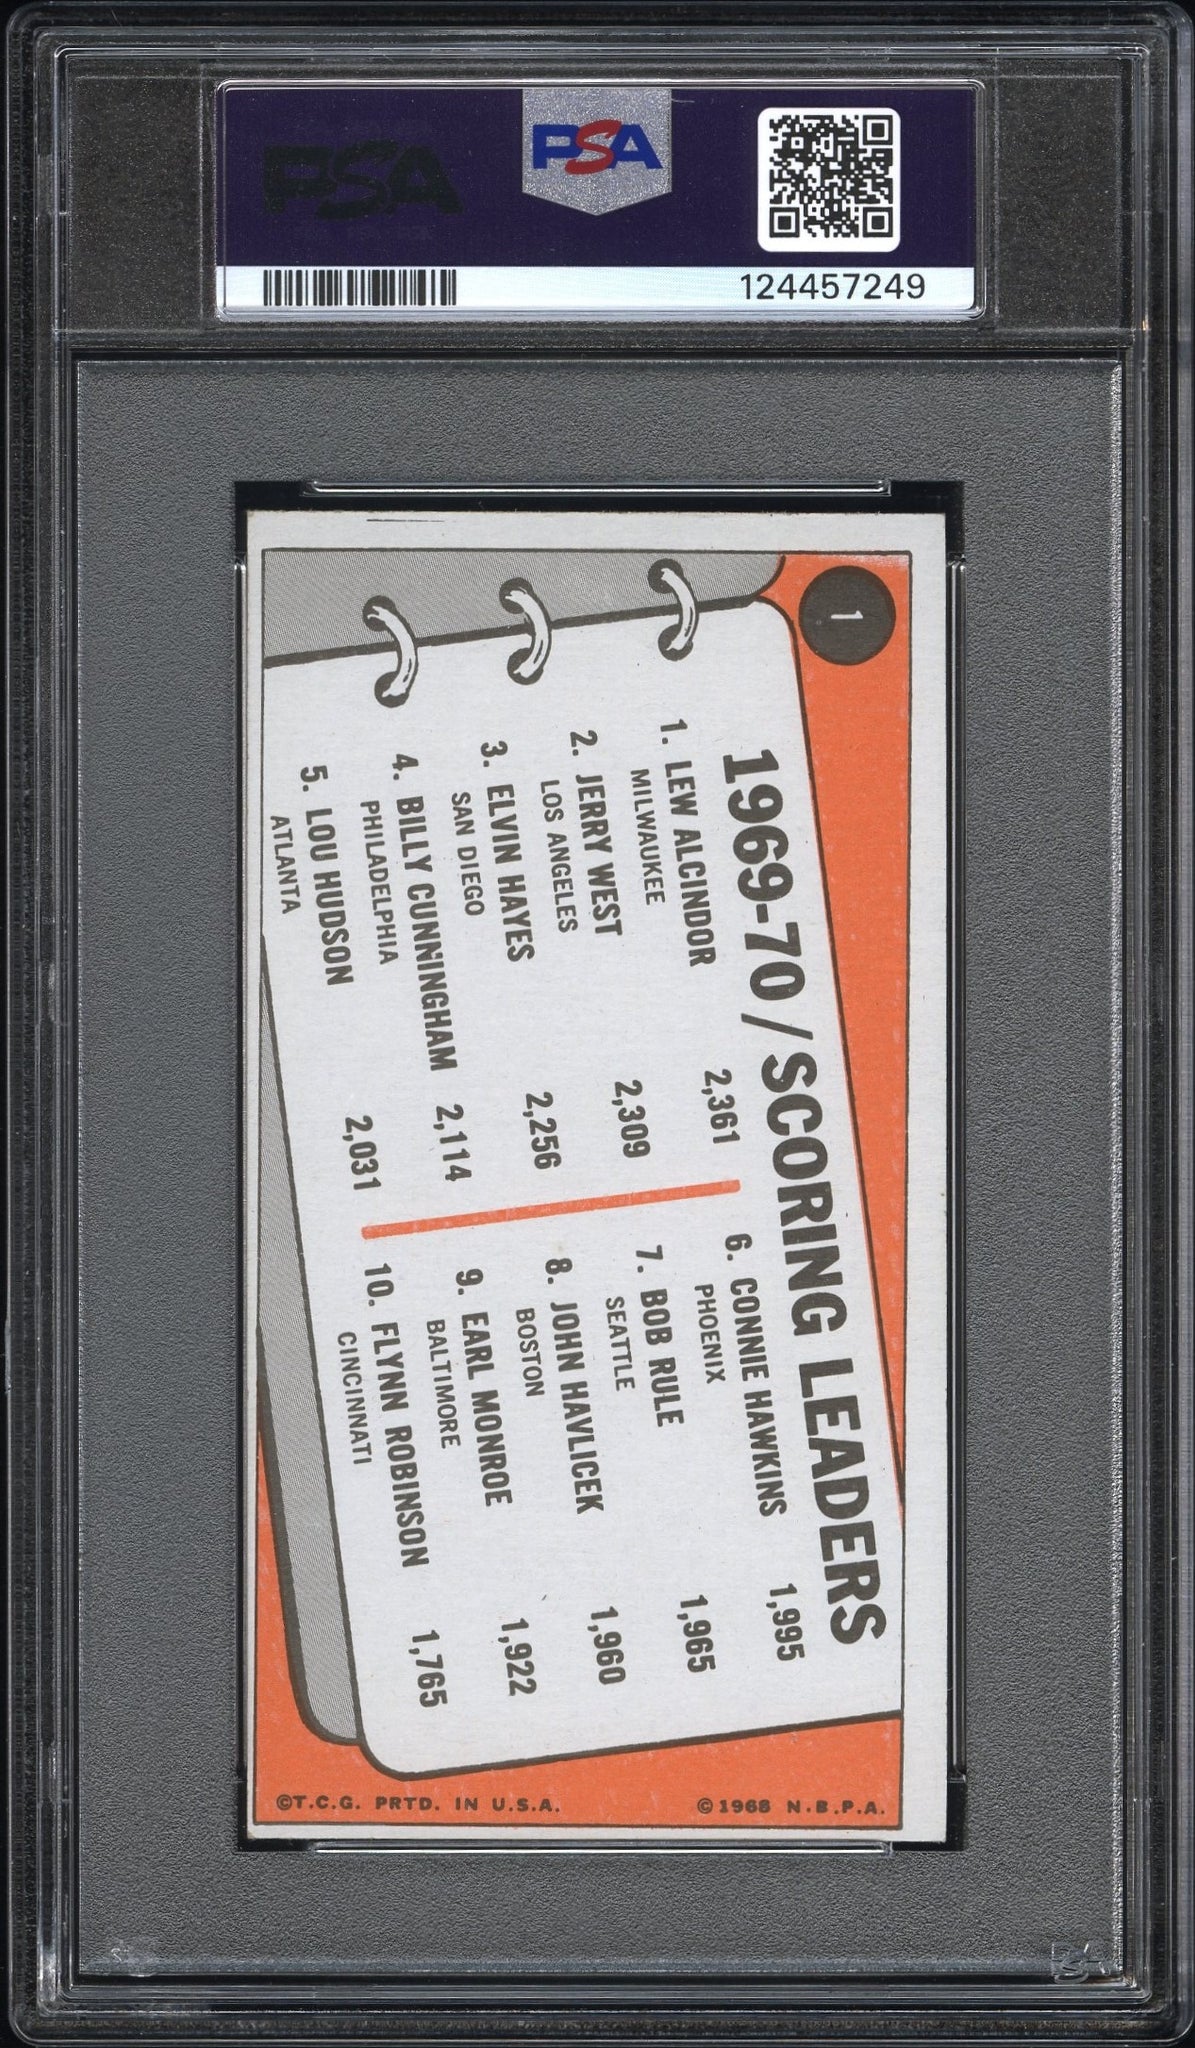 PSA
PSA
124457249
1
1969-70 / SCORING LEADERS
1. LEW ALCINDOR 2,361
MILWAUKEE
2. JERRY WEST 2,309
LOS ANGELES
3. ELVIN HAYES 2,256
SAN DIEGO
4. BILLY CUNNINGHAM 2,114
PHILADELPHIA
5. LOU HUDSON 2,031
ATLANTA
6. CONNIE HAWKINS 1,995
PHOENIX
7. BOB RULE 1,965
SEATTLE
8. JOHN HAVLICEK 1,960
BOSTON
9. EARL MONROE 1,922
BALTIMORE
10. FLYNN ROBINSON 1,765
CINCINNATI
©T.C.G. PRTD. IN U.S.A.
©1968 N.B.P.A.
PSA